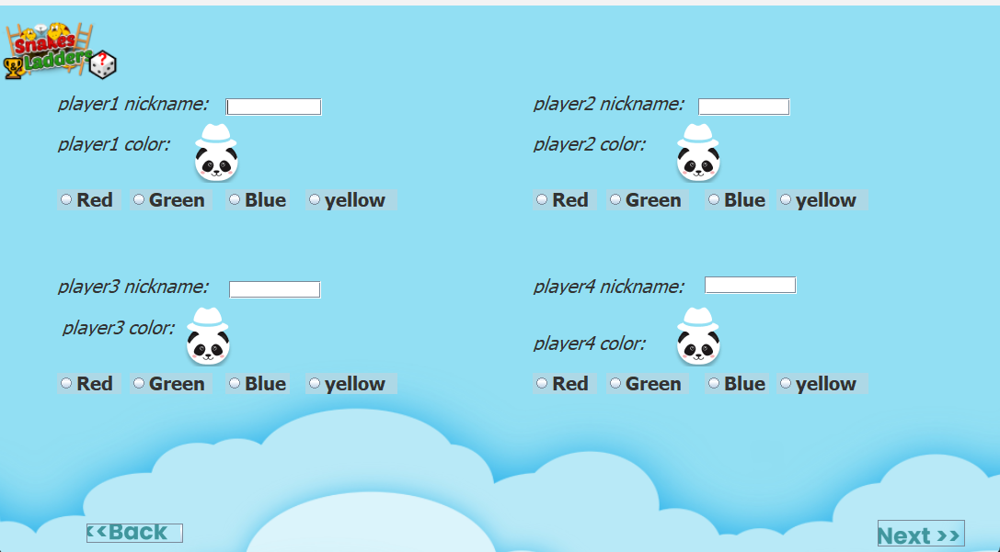 Snakes
Ladders
?
player1 nickname:
player2 nickname:
player1 color:
player2 color:
Red Green Blue yellow
Red Green Blue yellow
player3 nickname:
player4 nickname:
player3 color:
player4 color:
Red Green Blue yellow
Red Green Blue yellow
<<Back
Next >>